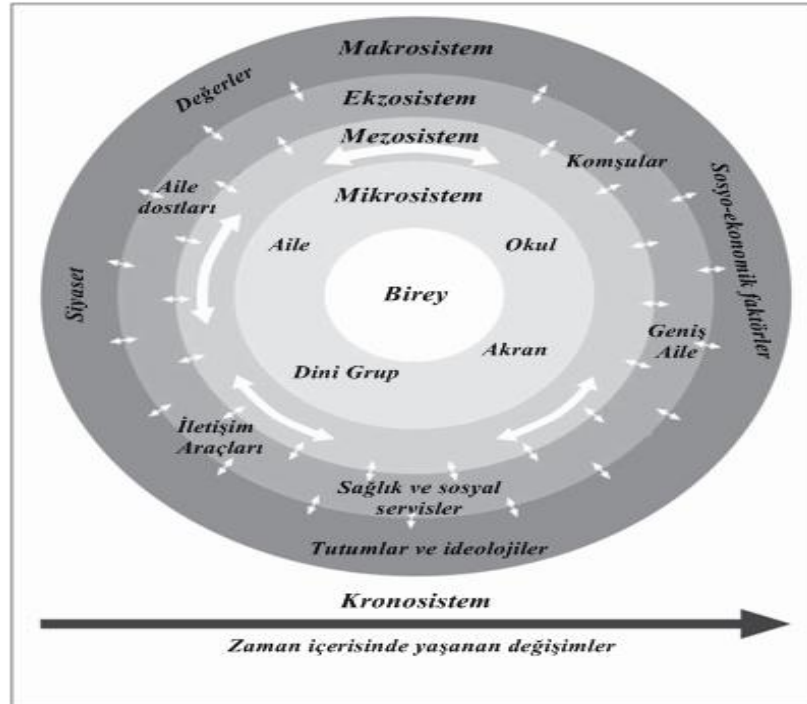 Makrosistem
Değerler
Ekzosistem
Mezosistem
Komşular
Aile
dostları
Mikrosistem
Sosyo-ekonomik faktörler
Aile
Okul
Siyaset
Birey
Geniş
Aile
Akran
Dini Grup
İletişim
Araçları
Sağlık ve sosyal
servisler
Tutumlar ve ideolojiler
Kronosistem
Zaman içerisinde yaşanan değişimler